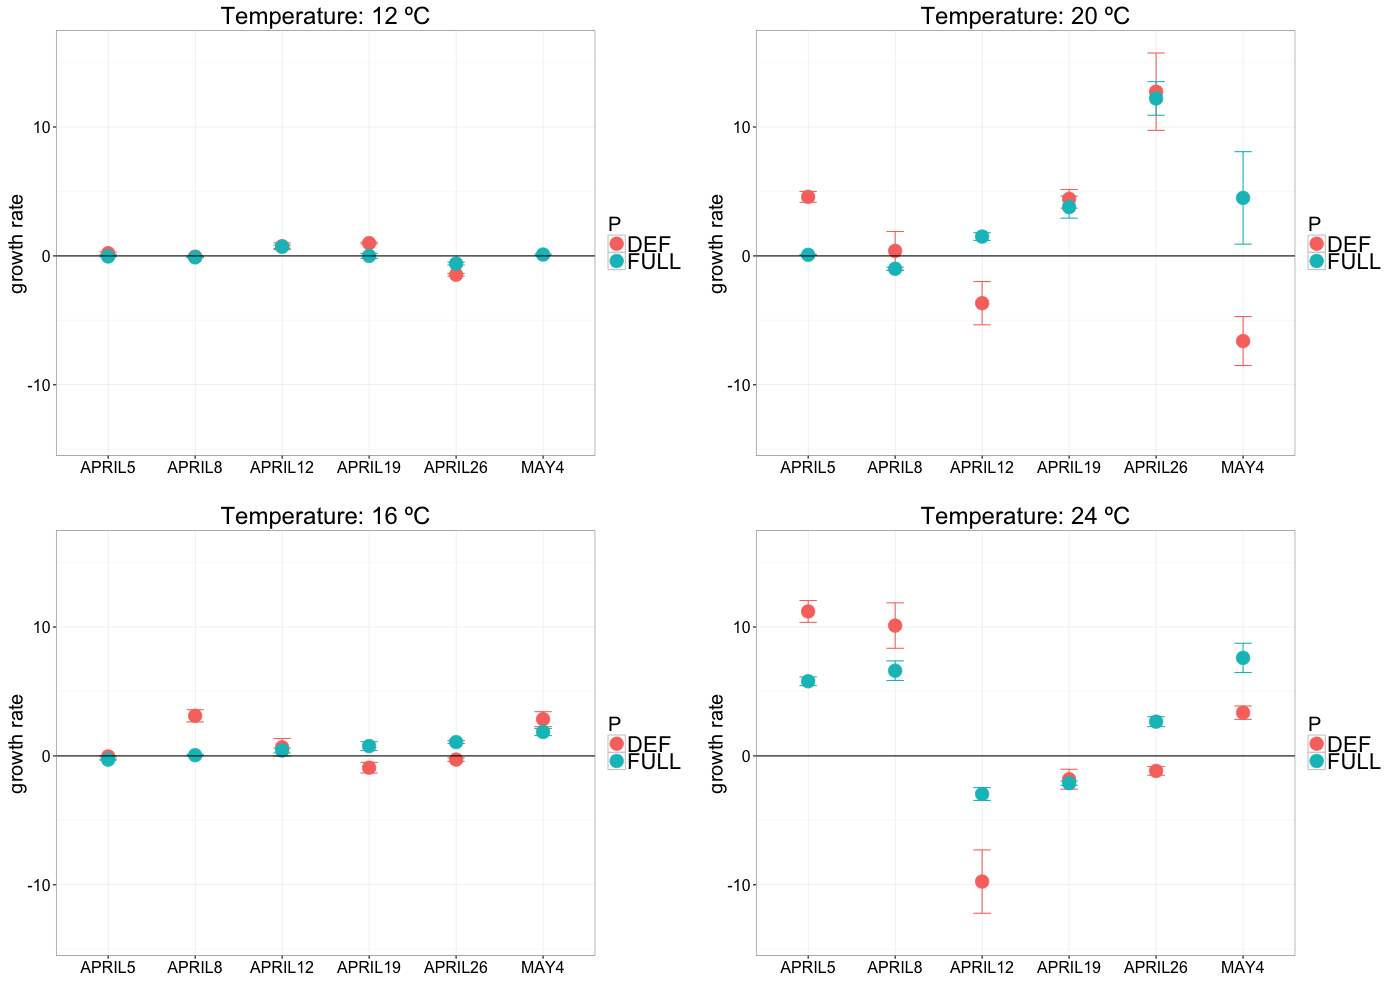 Temperature: 12 ºC
growth rate
10
0
-10
APRIL5 APRIL8 APRIL12 APRIL19 APRIL26 MAY4
P
DEF
FULL
Temperature: 20 ºC
growth rate
10
0
-10
APRIL5 APRIL8 APRIL12 APRIL19 APRIL26 MAY4
P
DEF
FULL
Temperature: 16 ºC
growth rate
10
0
-10
APRIL5 APRIL8 APRIL12 APRIL19 APRIL26 MAY4
P
DEF
FULL
Temperature: 24 ºC
growth rate
10
0
-10
APRIL5 APRIL8 APRIL12 APRIL19 APRIL26 MAY4
P
DEF
FULL